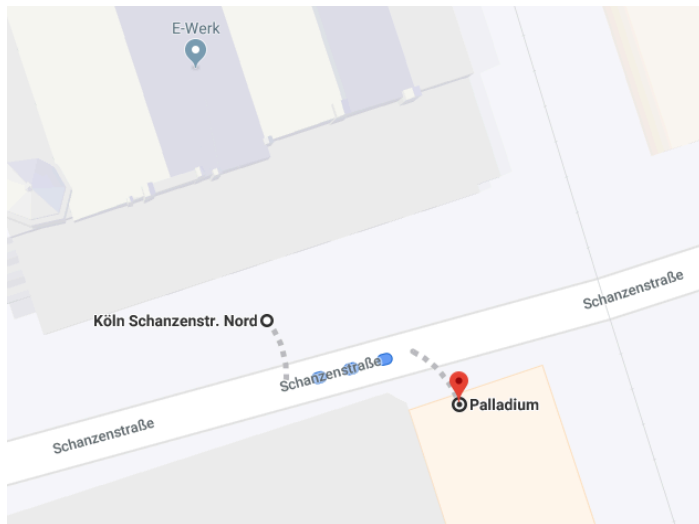 E-Werk
Schanzenstraße
Köln Schanzenstr. Nord
Schanzenstraße
Palladium
Schanzenstraße